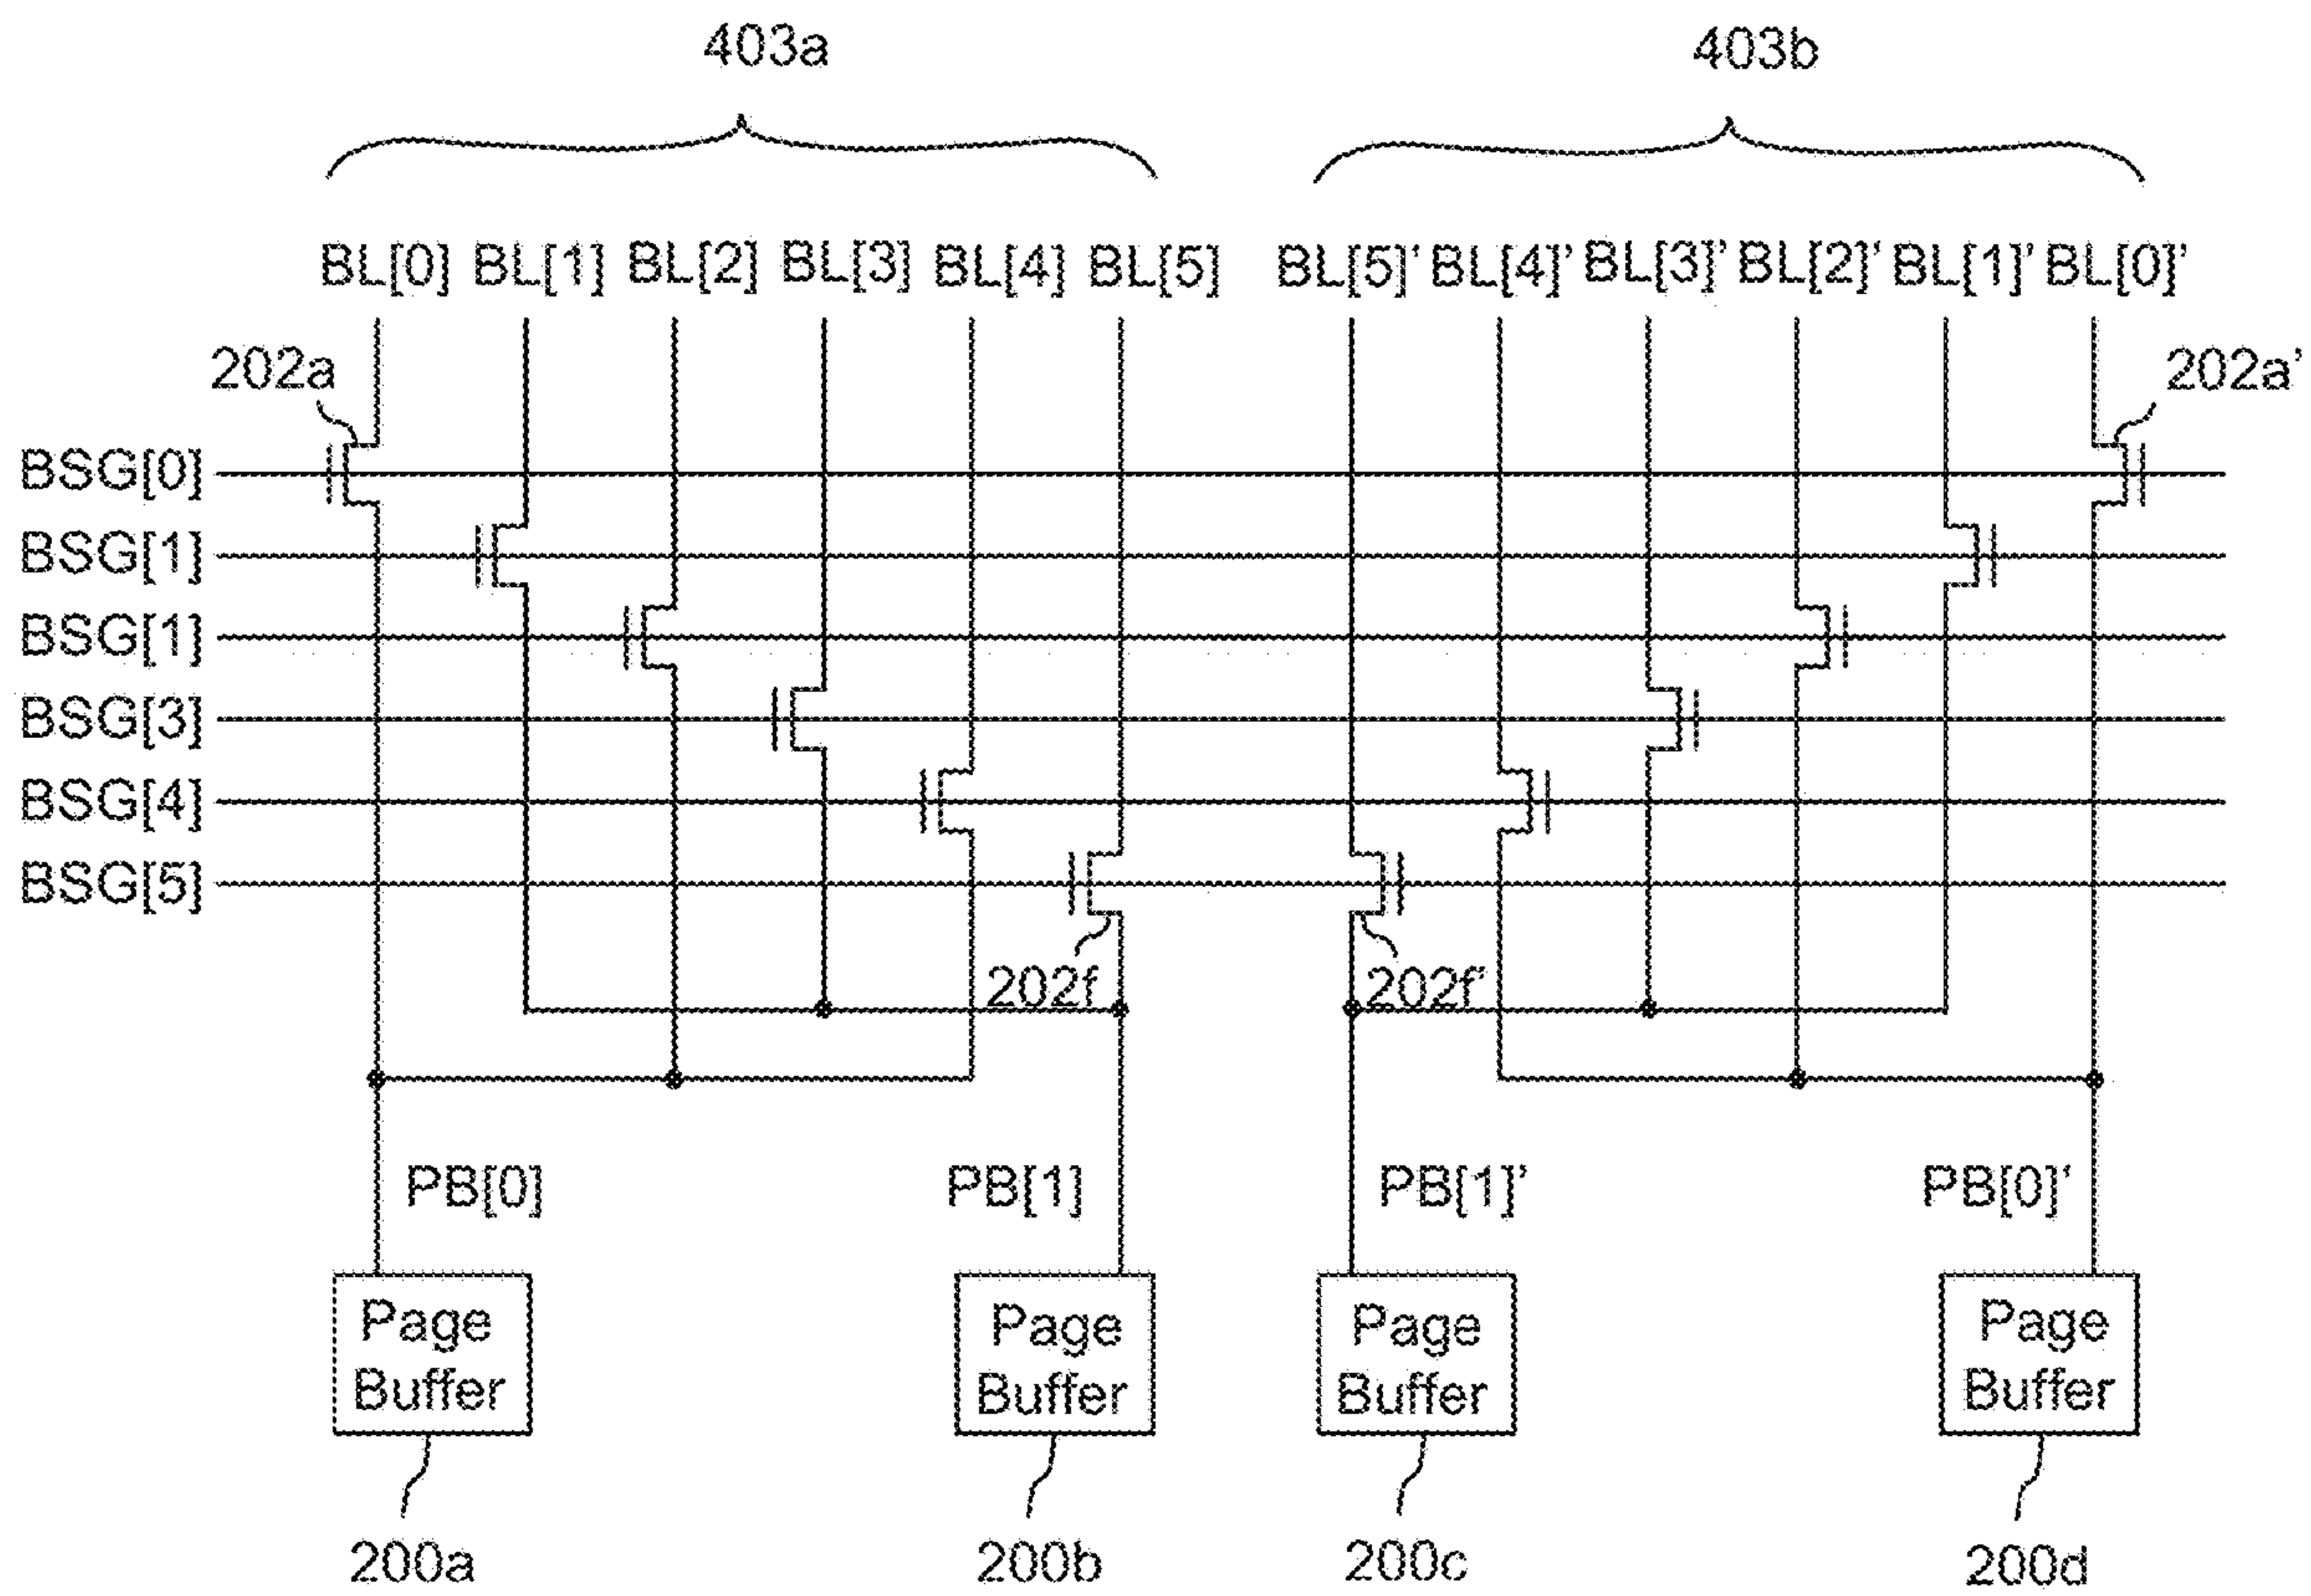 403a 403b
BL[0] BL[1] BL[2] BL[3] BL[4] BL[5] BL[5]' BL[4]' BL[3]' BL[2]' BL[1]' BL[0]'
202a 202a'
BSG[0]
BSG[1]
BSG[1]
BSG[3]
BSG[4]
BSG[5]
202f 202f'
PB[0] PB[1] PB[1]' PB[0]'
Page Page Page Page
Buffer Buffer Buffer Buffer
200a 200b 200c 200d